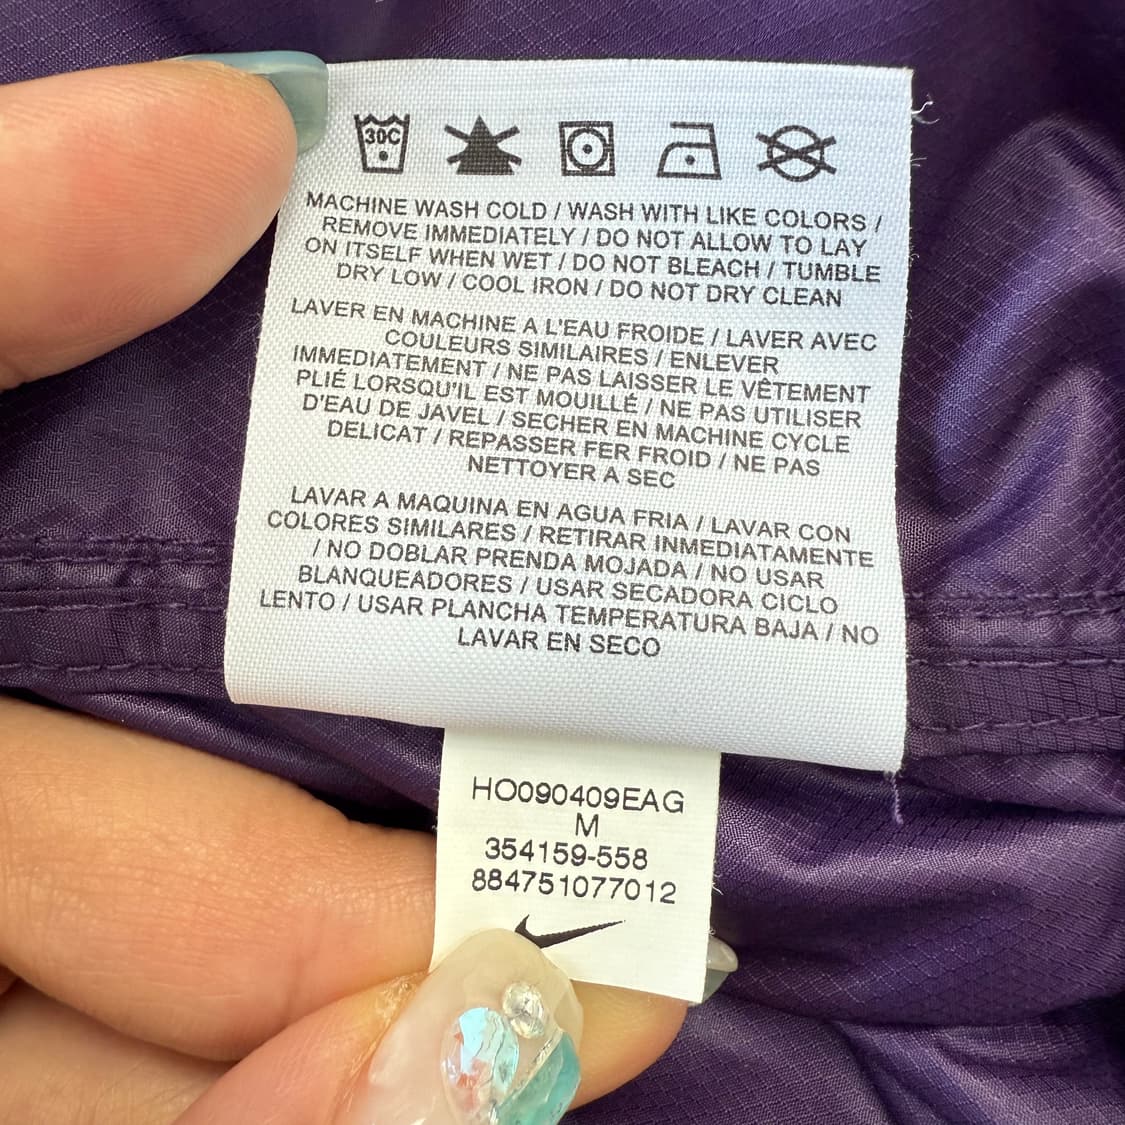 30C
MACHINE WASH COLD / WASH WITH LIKE COLORS /
REMOVE IMMEDIATELY / DO NOT ALLOW TO LAY
ON ITSELF WHEN WET / DO NOT BLEACH / TUMBLE
DRY LOW / COOL IRON / DO NOT DRY CLEAN
LAVER EN MACHINE A L'EAU FROIDE / LAVER AVEC
COULEURS SIMILAIRES / ENLEVER
IMMEDIATEMENT / NE PAS LAISSER LE VÊTEMENT
PLIÉ LORSQU'IL EST MOUILLÉ / NE PAS UTILISER
D'EAU DE JAVEL / SECHER EN MACHINE CYCLE
DELICAT / REPASSER FER FROID / NE PAS
NETTOYER A SEC
LAVAR A MAQUINA EN AGUA FRIA / LAVAR CON
COLORES SIMILARES / RETIRAR INMEDIATAMENTE
/ NO DOBLAR PRENDA MOJADA / NO USAR
BLANQUEADORES / USAR SECADORA CICLO
LENTO / USAR PLANCHA TEMPERATURA BAJA / NO
LAVAR EN SECO
HO090409EAG
M
354159-558
884751077012